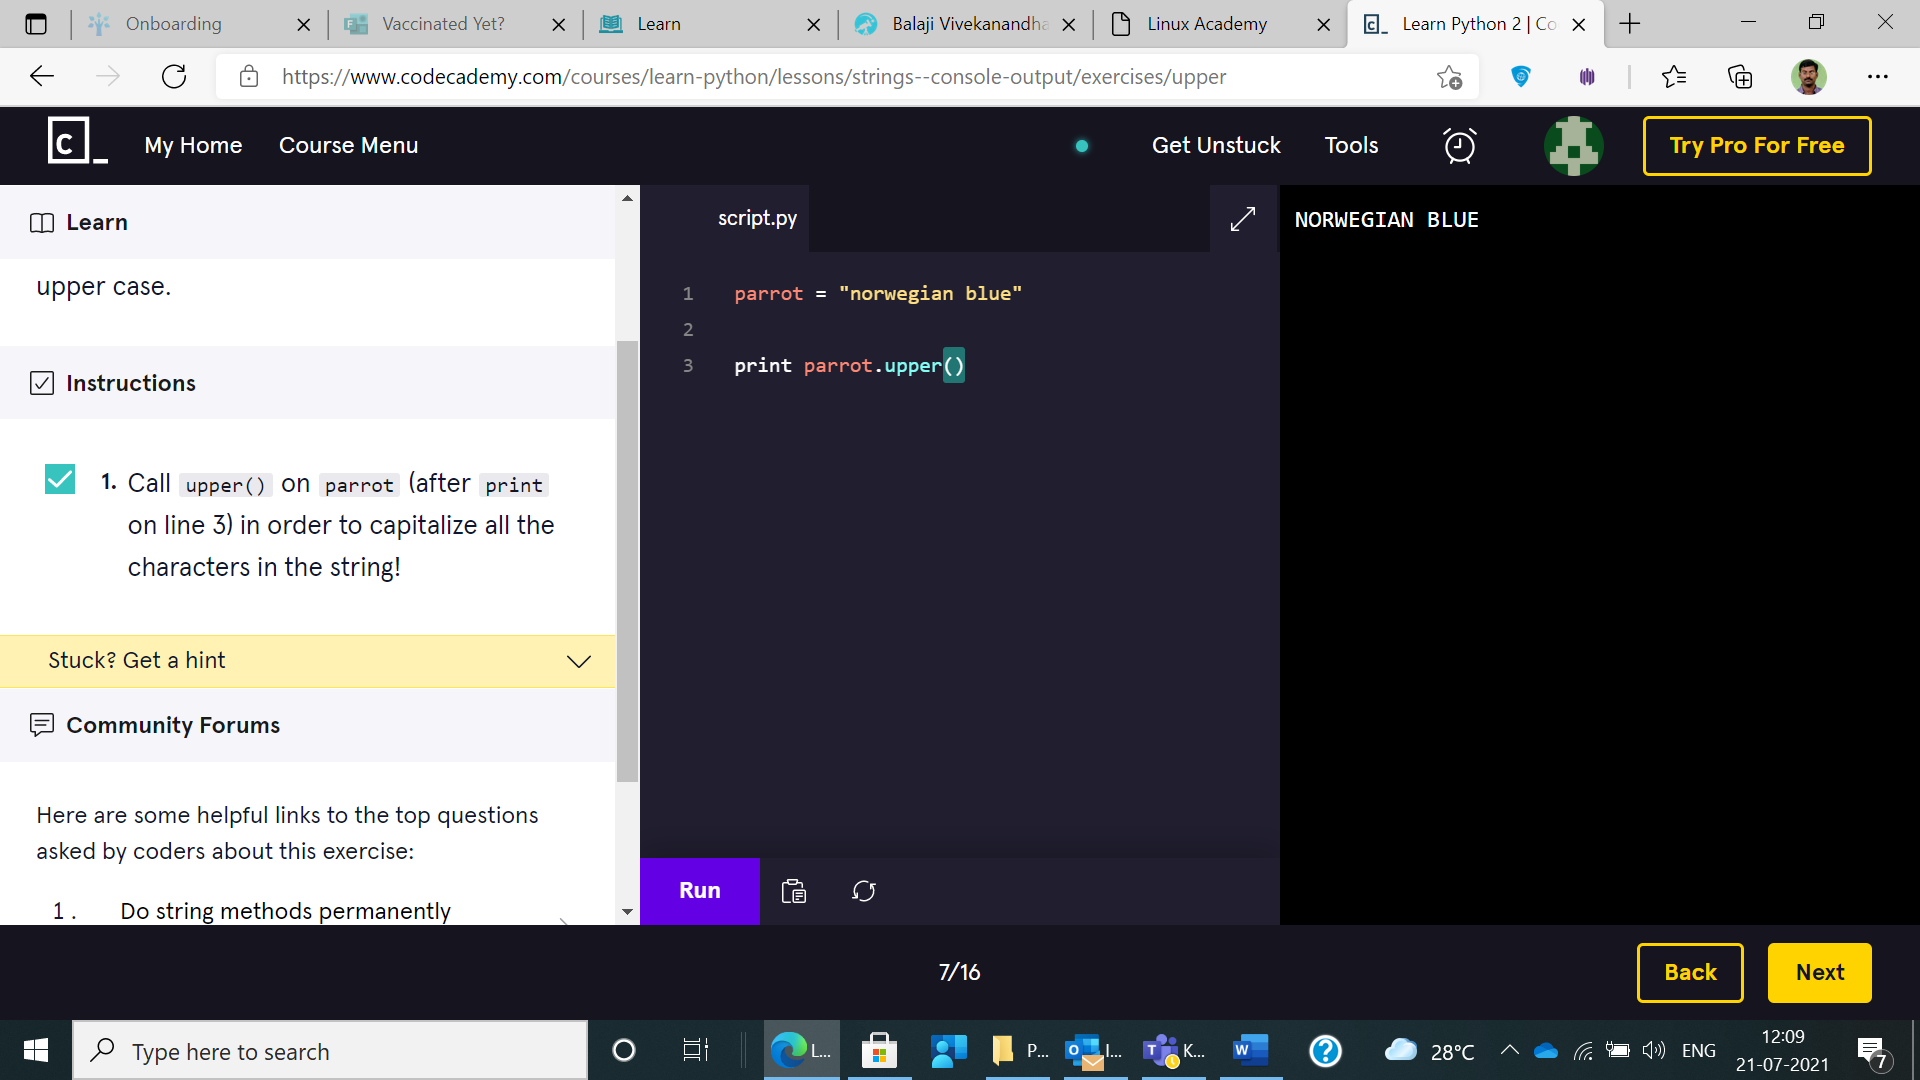 Onboarding
Vaccinated Yet?
Learn
Balaji Vivekanandha
Linux Academy
Learn Python 2 | Co
https://www.codecademy.com/courses/learn-python/lessons/strings--console-output/exercises/upper
c_
My Home
Course Menu
Get Unstuck
Tools
Try Pro For Free
Learn
upper case.
Instructions
1. Call upper() on parrot (after print
on line 3) in order to capitalize all the
characters in the string!
Stuck? Get a hint
Community Forums
Here are some helpful links to the top questions
asked by coders about this exercise:
1. Do string methods permanently
script.py
1 parrot = "norwegian blue"
2
3 print parrot.upper()
Run
NORWEGIAN BLUE
7/16
Back
Next
Type here to search
L...
P...
I...
K...
28°C
ENG
12:09
21-07-2021
7